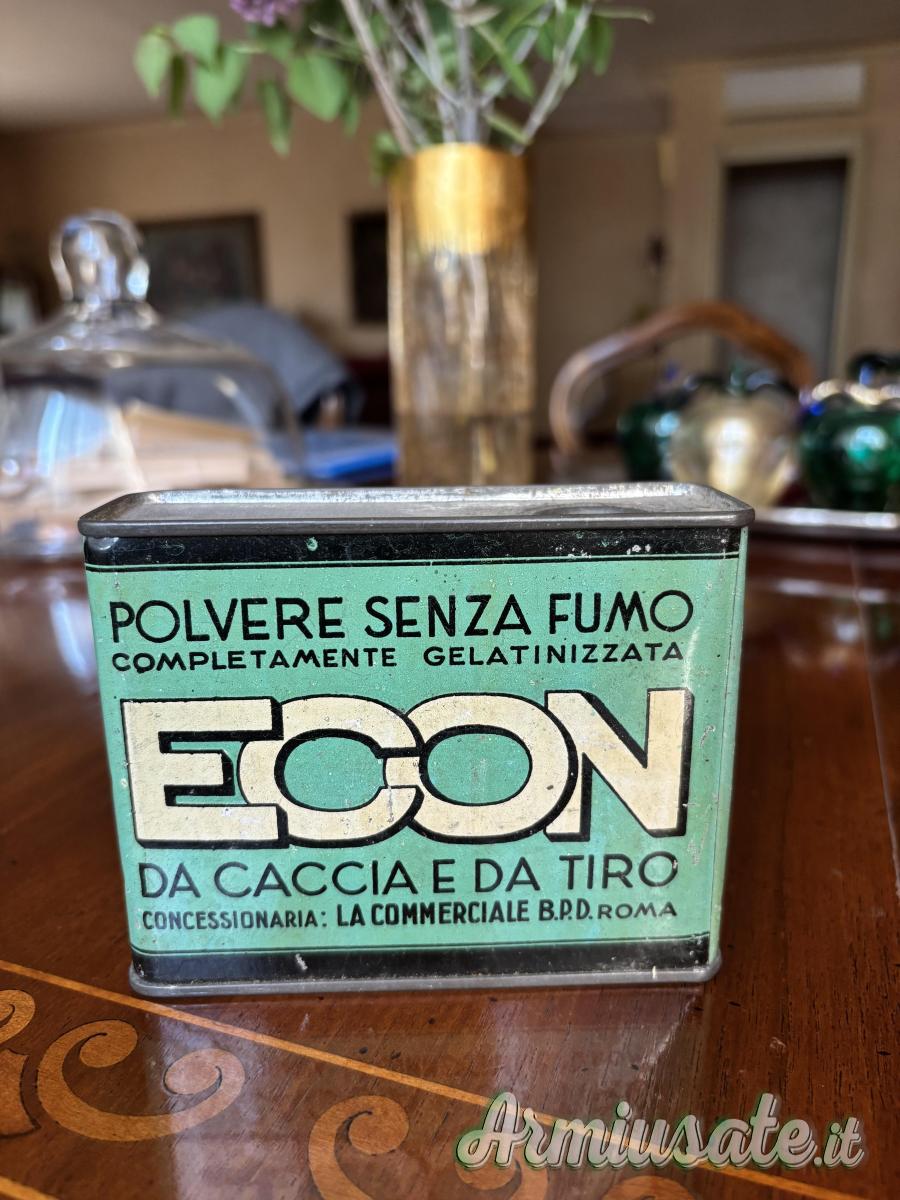 POLVERE SENZA FUMO
COMPLETAMENTE GELATINIZZATA
ECON
DA CACCIA E DA TIRO
CONCESSIONARIA: LA COMMERCIALE B.P.D. ROMA
Armiusate.it